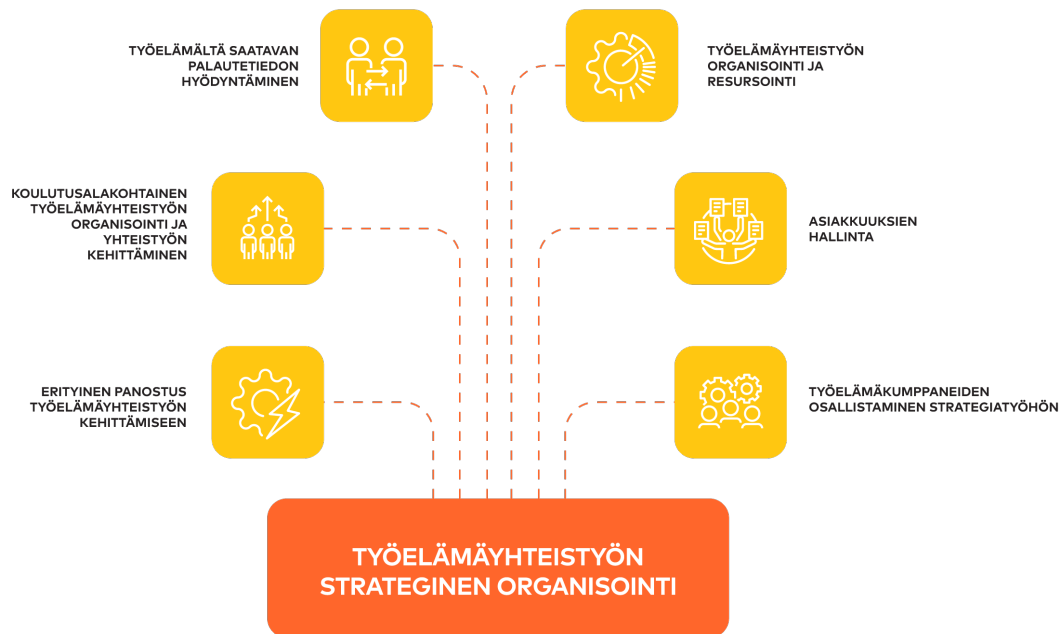 TYÖELÄMÄLTÄ SAATAVAN
PALAUTETIEDON
HYÖDYNTÄMINEN
TYÖELÄMÄYHTEISTYÖN
ORGANISOINTI JA
RESURSOINTI
KOULUTUSALAKOHTAINEN
TYÖELÄMÄYHTEISTYÖN
ORGANISOINTI JA
YHTEISTYÖN
KEHITTÄMINEN
ASIAKKUUKSIEN
HALLINTA
ERITYINEN PANOSTUS
TYÖELÄMÄYHTEISTYÖN
KEHITTÄMISEEN
TYÖELÄMÄKUMPPANEIDEN
OSALLISTAMINEN STRATEGIATYÖHÖN
TYÖELÄMÄYHTEISTYÖN
STRATEGINEN ORGANISOINTI